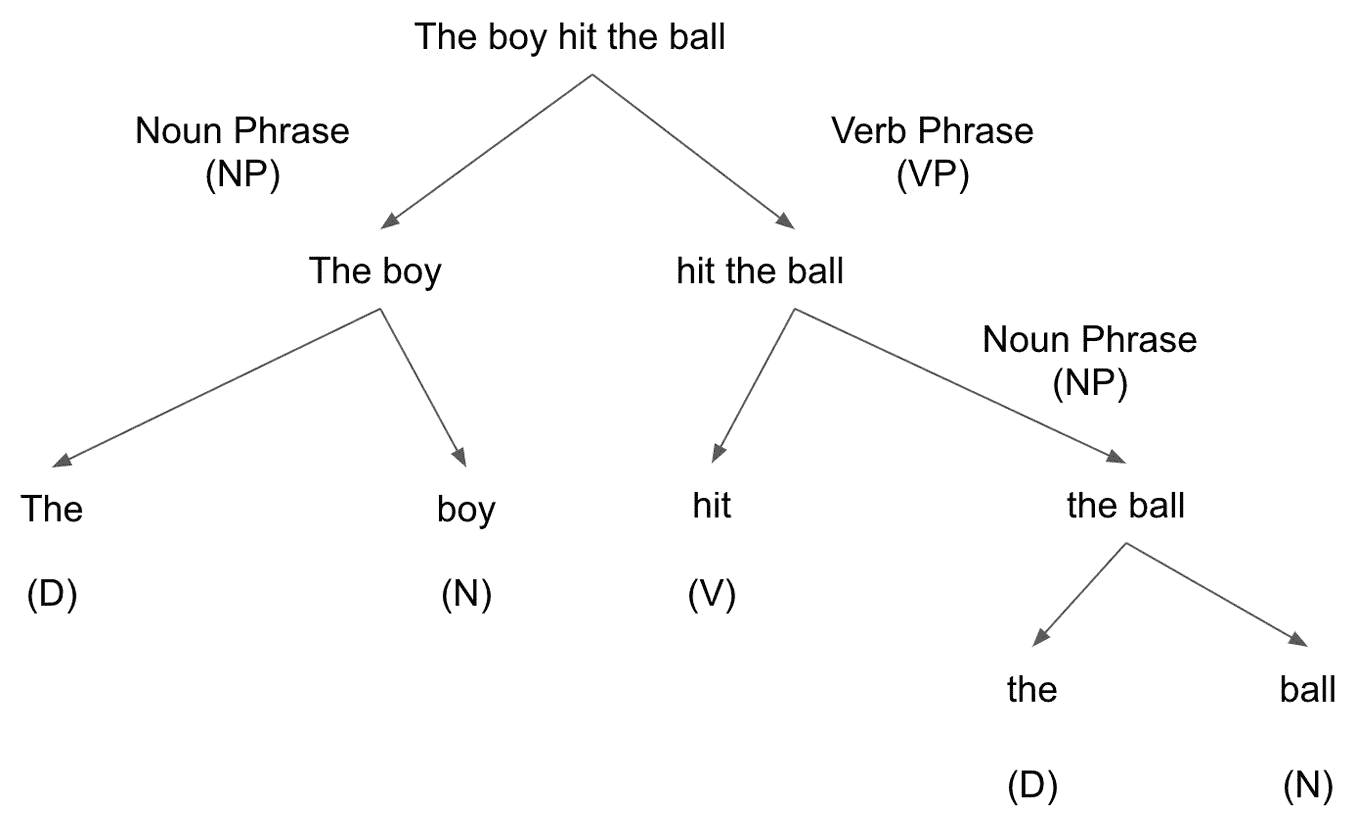 The boy hit the ball
Noun Phrase
(NP)
Verb Phrase
(VP)
The boy
hit the ball
Noun Phrase
(NP)
The
boy
hit
the ball
(D)
(N)
(V)
the
ball
(D)
(N)